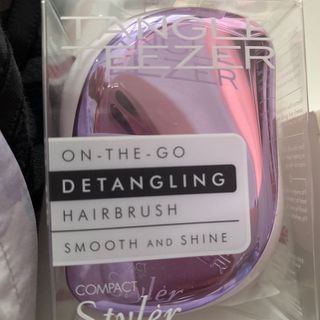 TANGLE
TEEZER
ON-THE-GO
DETANGLING
HAIRBRUSH
SMOOTH AND SHINE
COMPACT
Styler